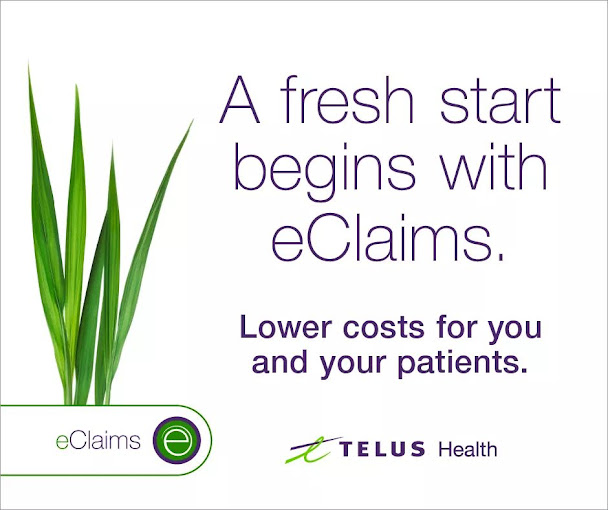 A fresh start
begins with
eClaims.
Lower costs for you
and your patients.
eClaims e
TELUS Health